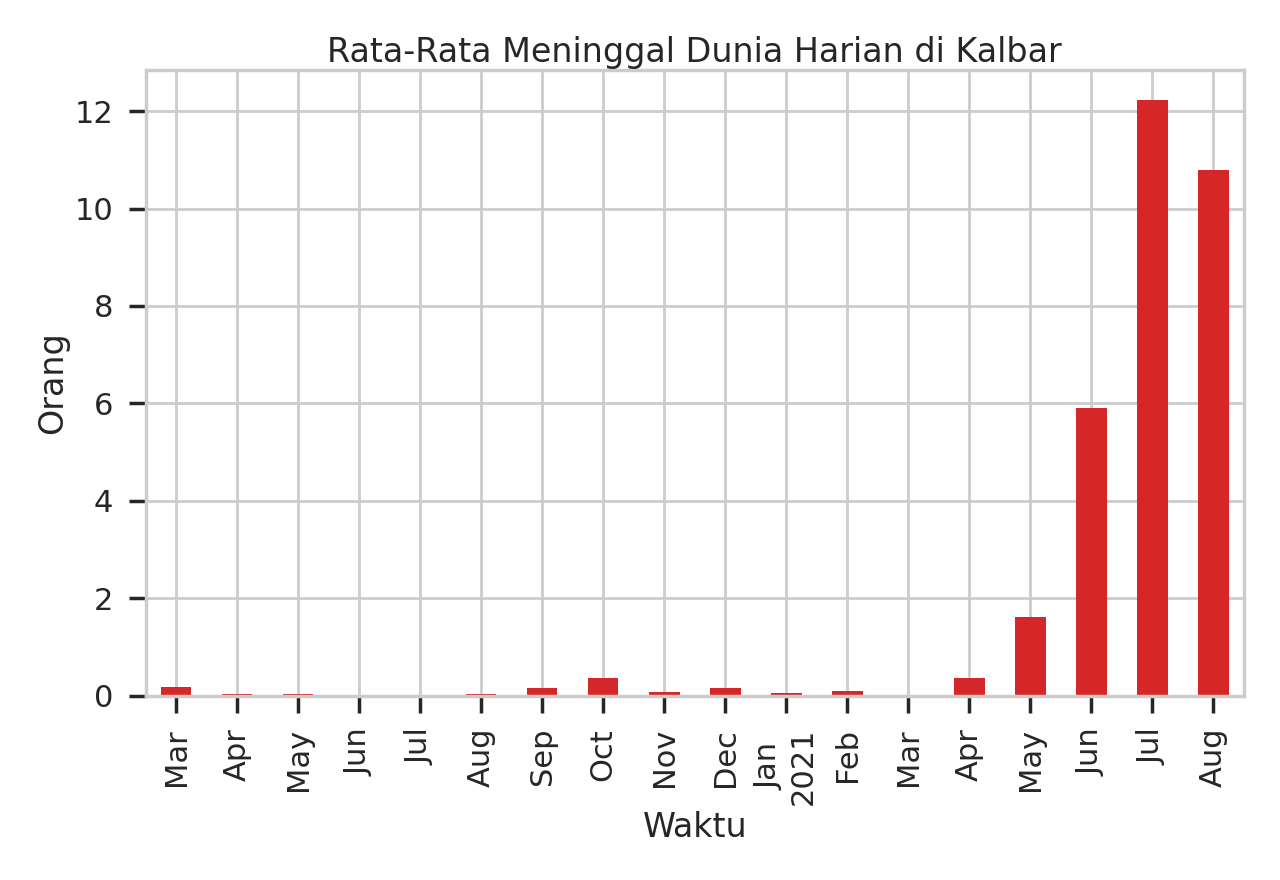 Rata-Rata Meninggal Dunia Harian di Kalbar
12
10
8
6
4
2
0
Orang
Mar
Apr
May
Jun
Jul
Aug
Sep
Oct
Nov
Dec
Jan
2021
Feb
Mar
Apr
May
Jun
Jul
Aug
Waktu